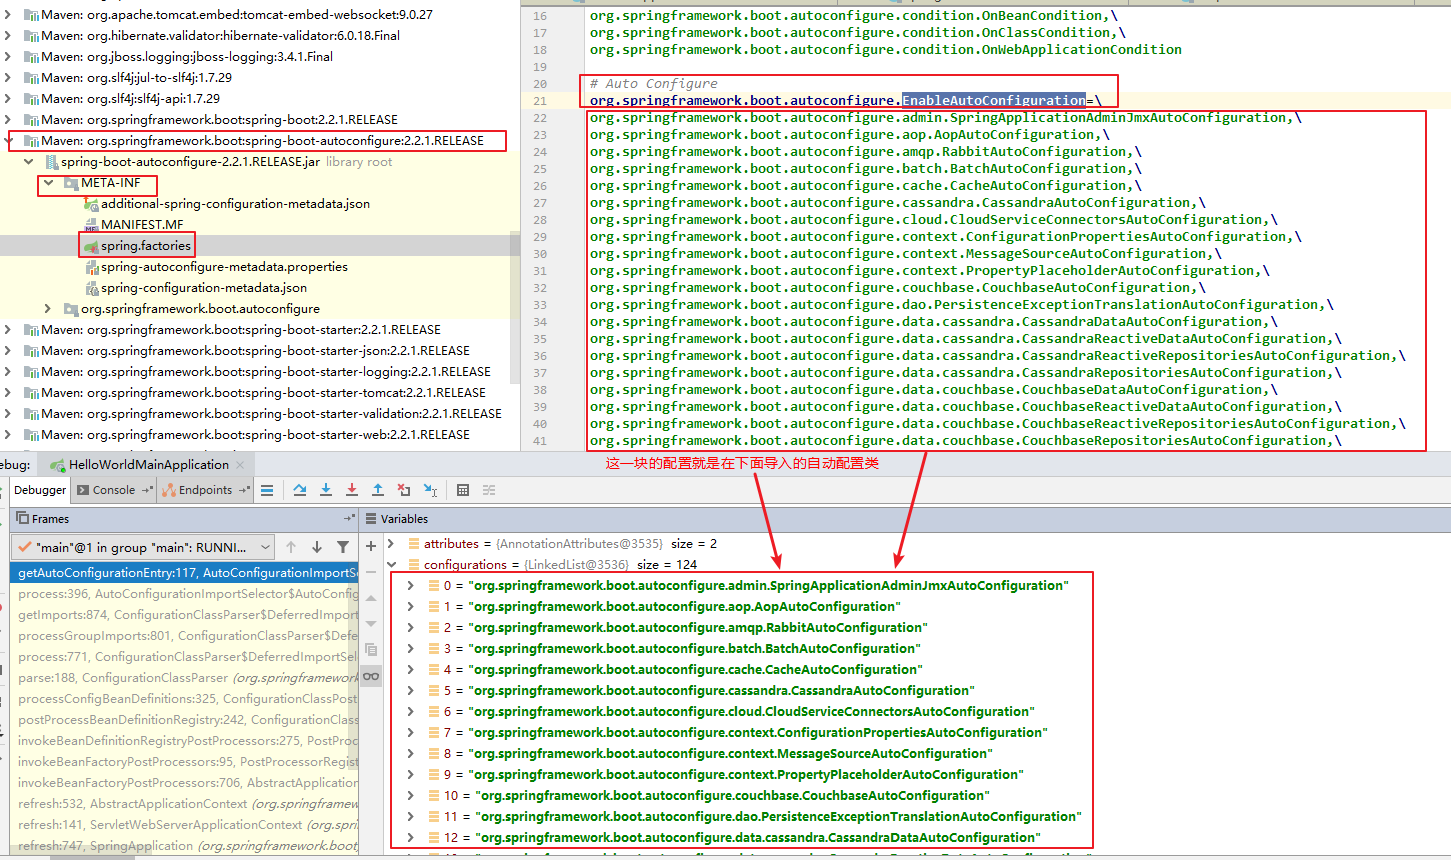 Maven: org.apache.tomcat.embed:tomcat-embed-websocket:9.0.27
Maven: org.hibernate.validator:hibernate-validator:6.0.18.Final
Maven: org.jboss.logging:jboss-logging:3.4.1.Final
Maven: org.slf4j:jul-to-slf4j:1.7.29
Maven: org.slf4j:slf4j-api:1.7.29
Maven: org.springframework.boot:spring-boot:2.2.1.RELEASE
Maven: org.springframework.boot:spring-boot-autoconfigure:2.2.1.RELEASE
spring-boot-autoconfigure-2.2.1.RELEASE.jar library root
META-INF
additional-spring-configuration-metadata.json
MANIFEST.MF
spring.factories
spring-autoconfigure-metadata.properties
spring-configuration-metadata.json
org.springframework.boot.autoconfigure
Maven: org.springframework.boot:spring-boot-starter:2.2.1.RELEASE
Maven: org.springframework.boot:spring-boot-starter-json:2.2.1.RELEASE
Maven: org.springframework.boot:spring-boot-starter-logging:2.2.1.RELEASE
Maven: org.springframework.boot:spring-boot-starter-tomcat:2.2.1.RELEASE
Maven: org.springframework.boot:spring-boot-starter-validation:2.2.1.RELEASE
Maven: org.springframework.boot:spring-boot-starter-web:2.2.1.RELEASE
16 org.springframework.boot.autoconfigure.condition.OnBeanCondition,\
17 org.springframework.boot.autoconfigure.condition.OnClassCondition,\
18 org.springframework.boot.autoconfigure.condition.OnWebApplicationCondition
19
20 # Auto Configure
21 org.springframework.boot.autoconfigure.EnableAutoConfiguration=\
22 org.springframework.boot.autoconfigure.admin.SpringApplicationAdminJmxAutoConfiguration,\
23 org.springframework.boot.autoconfigure.aop.AopAutoConfiguration,\
24 org.springframework.boot.autoconfigure.amqp.RabbitAutoConfiguration,\
25 org.springframework.boot.autoconfigure.batch.BatchAutoConfiguration,\
26 org.springframework.boot.autoconfigure.cache.CacheAutoConfiguration,\
27 org.springframework.boot.autoconfigure.cassandra.CassandraAutoConfiguration,\
28 org.springframework.boot.autoconfigure.cloud.CloudServiceConnectorsAutoConfiguration,\
29 org.springframework.boot.autoconfigure.context.ConfigurationPropertiesAutoConfiguration,\
30 org.springframework.boot.autoconfigure.context.MessageSourceAutoConfiguration,\
31 org.springframework.boot.autoconfigure.context.PropertyPlaceholderAutoConfiguration,\
32 org.springframework.boot.autoconfigure.couchbase.CouchbaseAutoConfiguration,\
33 org.springframework.boot.autoconfigure.dao.PersistenceExceptionTranslationAutoConfiguration,\
34 org.springframework.boot.autoconfigure.data.cassandra.CassandraDataAutoConfiguration,\
35 org.springframework.boot.autoconfigure.data.cassandra.CassandraReactiveDataAutoConfiguration,\
36 org.springframework.boot.autoconfigure.data.cassandra.CassandraReactiveRepositoriesAutoConfiguration,\
37 org.springframework.boot.autoconfigure.data.cassandra.CassandraRepositoriesAutoConfiguration,\
38 org.springframework.boot.autoconfigure.data.couchbase.CouchbaseDataAutoConfiguration,\
39 org.springframework.boot.autoconfigure.data.couchbase.CouchbaseReactiveDataAutoConfiguration,\
40 org.springframework.boot.autoconfigure.data.couchbase.CouchbaseReactiveRepositoriesAutoConfiguration,\
41 org.springframework.boot.autoconfigure.data.couchbase.CouchbaseRepositoriesAutoConfiguration,\
这一块的配置就是在下面导入的自动配置类
ebug: HelloWorldMainApplication
Debugger Console Endpoints
Frames
"main"@1 in group "main": RUNNI...
getAutoConfigurationEntry:117, AutoConfigurationImportSe
process:396, AutoConfigurationImportSelector$AutoConfig
getImports:874, ConfigurationClassParser$DeferredImport
processGroupImports:801, ConfigurationClassParser$Defe
process:771, ConfigurationClassParser$DeferredImportSel
parse:188, ConfigurationClassParser (org.springframework
processConfigBeanDefinitions:325, ConfigurationClassPost
postProcessBeanDefinitionRegistry:242, ConfigurationClass
invokeBeanDefinitionRegistryPostProcessors:275, PostProc
invokeBeanFactoryPostProcessors:95, PostProcessorRegist
invokeBeanFactoryPostProcessors:706, AbstractApplication
refresh:532, AbstractApplicationContext (org.springframew
refresh:141, ServletWebServerApplicationContext (org.spri
refresh:747, SpringApplication (org.springframework.boot
Variables
attributes = {AnnotationAttributes@3535} size = 2
configurations = {LinkedList@3536} size = 124
0 = "org.springframework.boot.autoconfigure.admin.SpringApplicationAdminJmxAutoConfiguration"
1 = "org.springframework.boot.autoconfigure.aop.AopAutoConfiguration"
2 = "org.springframework.boot.autoconfigure.amqp.RabbitAutoConfiguration"
3 = "org.springframework.boot.autoconfigure.batch.BatchAutoConfiguration"
4 = "org.springframework.boot.autoconfigure.cache.CacheAutoConfiguration"
5 = "org.springframework.boot.autoconfigure.cassandra.CassandraAutoConfiguration"
6 = "org.springframework.boot.autoconfigure.cloud.CloudServiceConnectorsAutoConfiguration"
7 = "org.springframework.boot.autoconfigure.context.ConfigurationPropertiesAutoConfiguration"
8 = "org.springframework.boot.autoconfigure.context.MessageSourceAutoConfiguration"
9 = "org.springframework.boot.autoconfigure.context.PropertyPlaceholderAutoConfiguration"
10 = "org.springframework.boot.autoconfigure.couchbase.CouchbaseAutoConfiguration"
11 = "org.springframework.boot.autoconfigure.dao.PersistenceExceptionTranslationAutoConfiguration"
12 = "org.springframework.boot.autoconfigure.data.cassandra.CassandraDataAutoConfiguration"